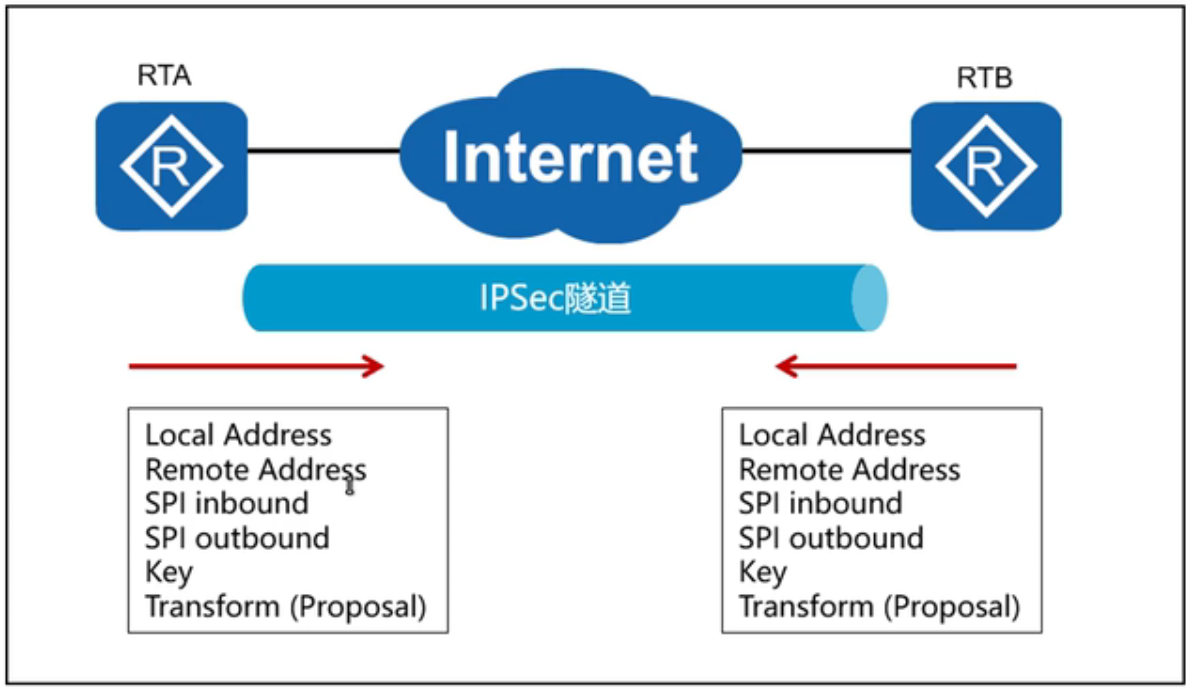 RTA
RTB
R
Internet
R
IPSec隧道
Local Address
Remote Address
SPI inbound
SPI outbound
Key
Transform (Proposal)
Local Address
Remote Address
SPI inbound
SPI outbound
Key
Transform (Proposal)